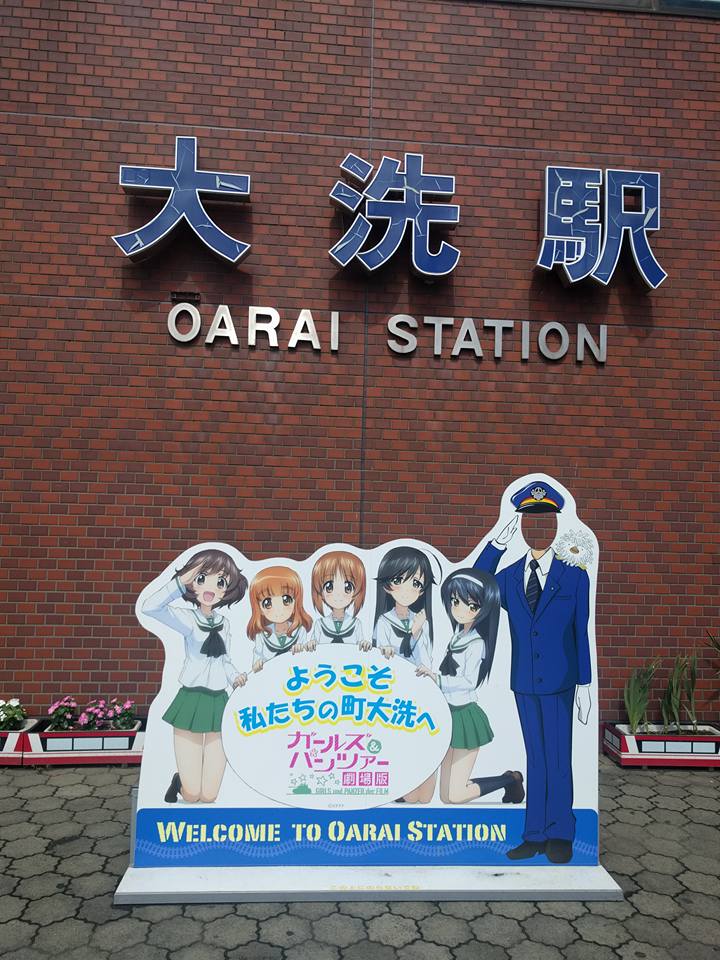 大洗駅
OARAI STATION
ようこそ
私たちの町大洗へ
ガールズ&
パンツァー
劇場版
GIRLS und PANZER der FILM
WELCOME TO OARAI STATION